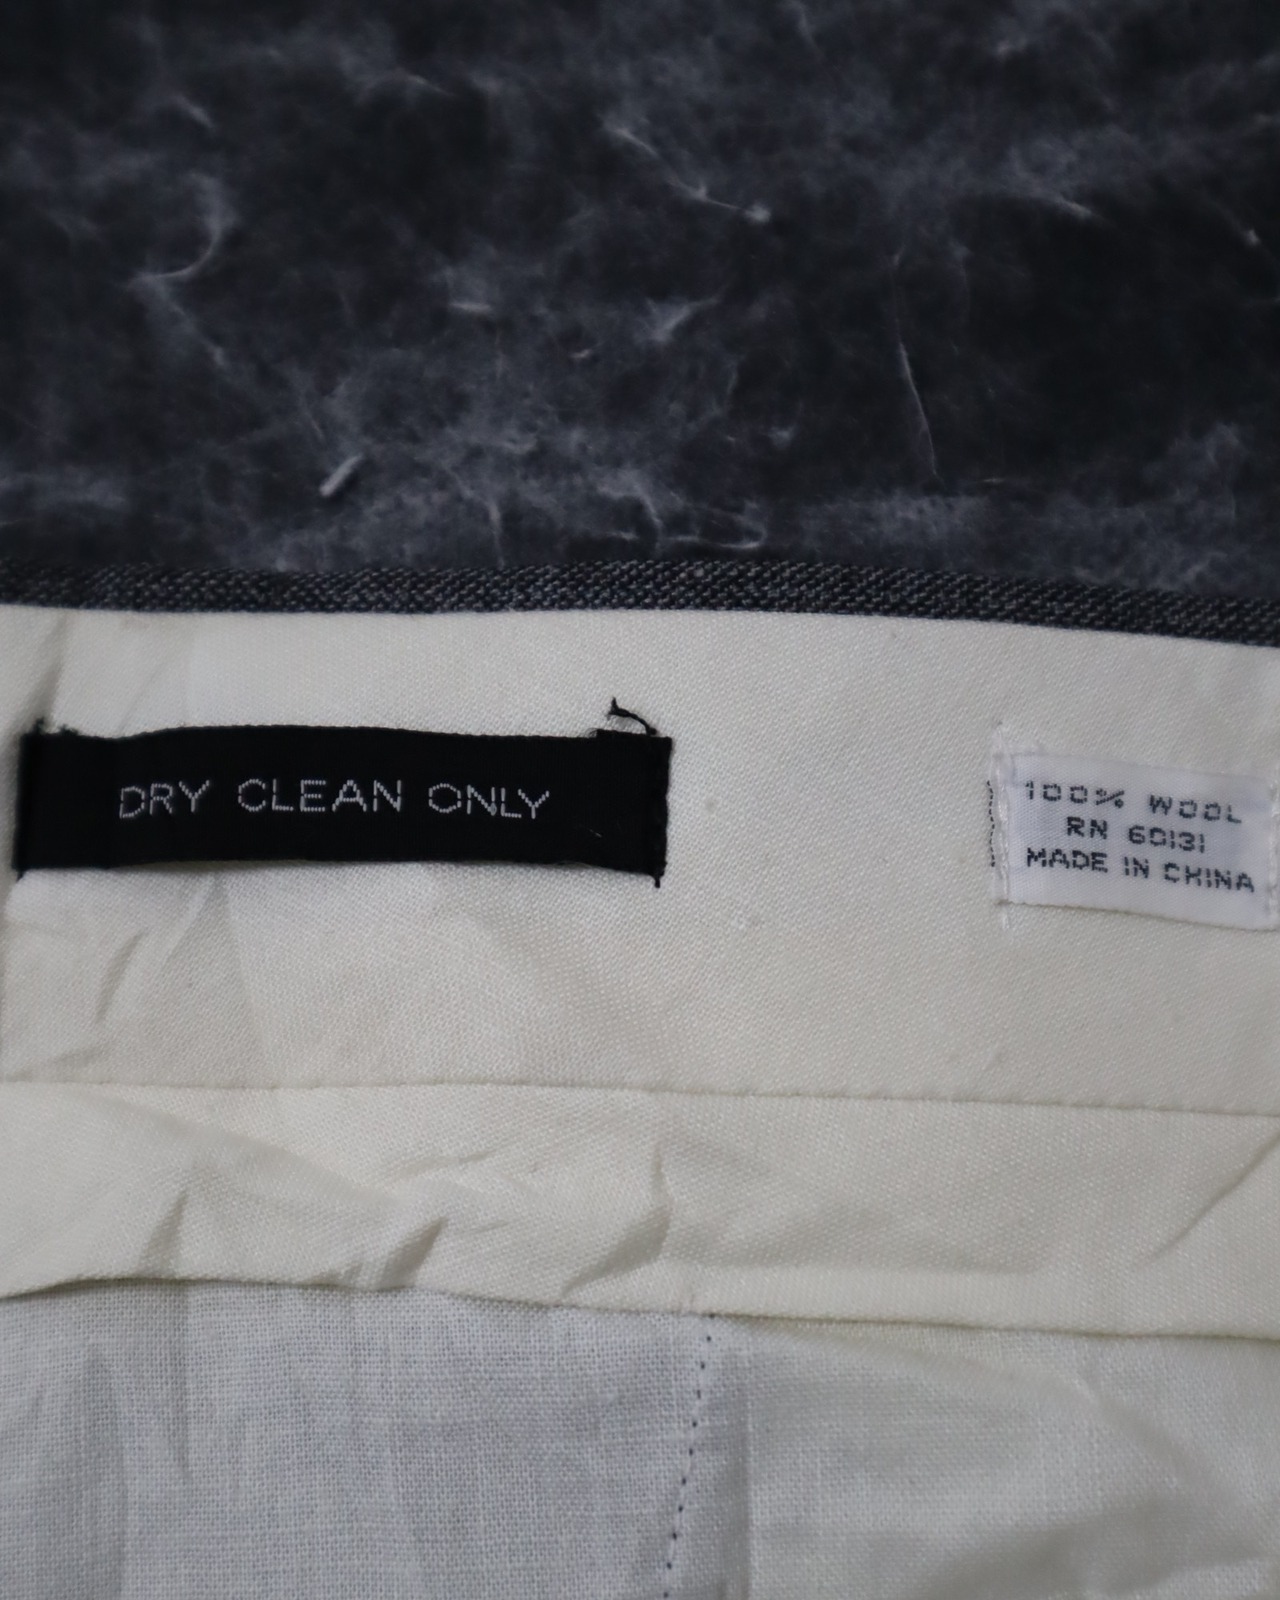 DRY CLEAN ONLY
100% WOOL
RN 60131
MADE IN CHINA